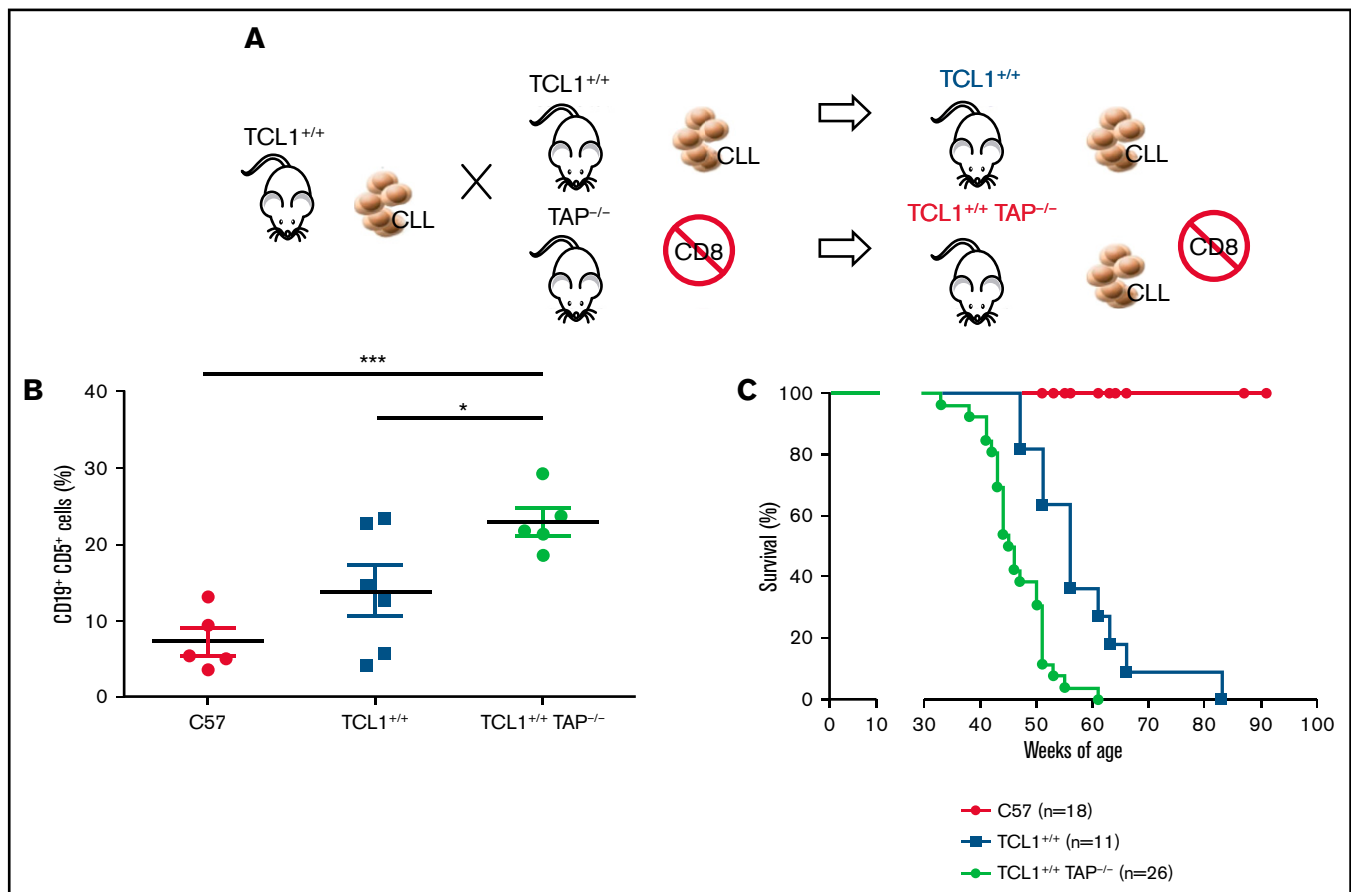 A
TCL1+/+
CLL
TCL1+/+
CLL
TAP−/−
CD8
TCL1+/+
CLL
TCL1+/+ TAP−/−
CLL
CD8
B
***
*
CD19+ CD5+ cells (%)
40
30
20
10
0
C57
TCL1+/+
TCL1+/+ TAP−/−
C
Survival (%)
100
80
60
40
20
0
0 10 30 40 50 60 70 80 90 100
Weeks of age
C57 (n=18)
TCL1+/+ (n=11)
TCL1+/+ TAP−/− (n=26)